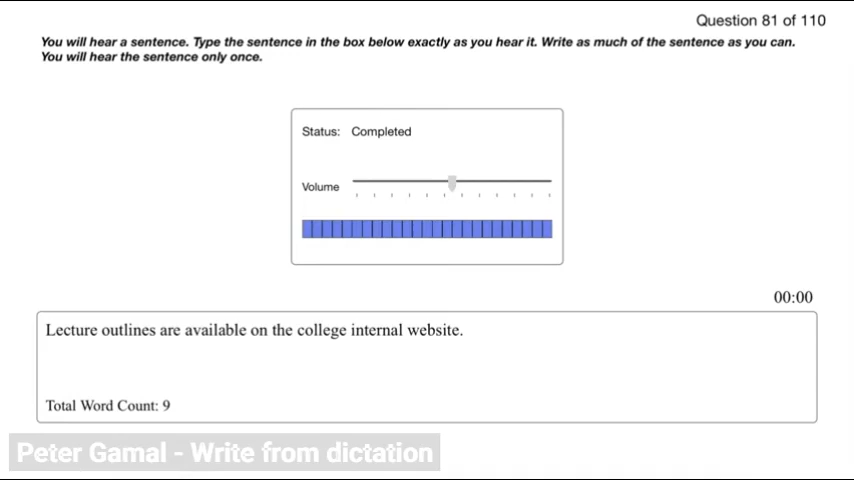 Question 81 of 110
You will hear a sentence. Type the sentence in the box below exactly as you hear it. Write as much of the sentence as you can.
You will hear the sentence only once.
Status: Completed
Volume
00:00
Lecture outlines are available on the college internal website.
Total Word Count: 9
Peter Gamal - Write from dictation